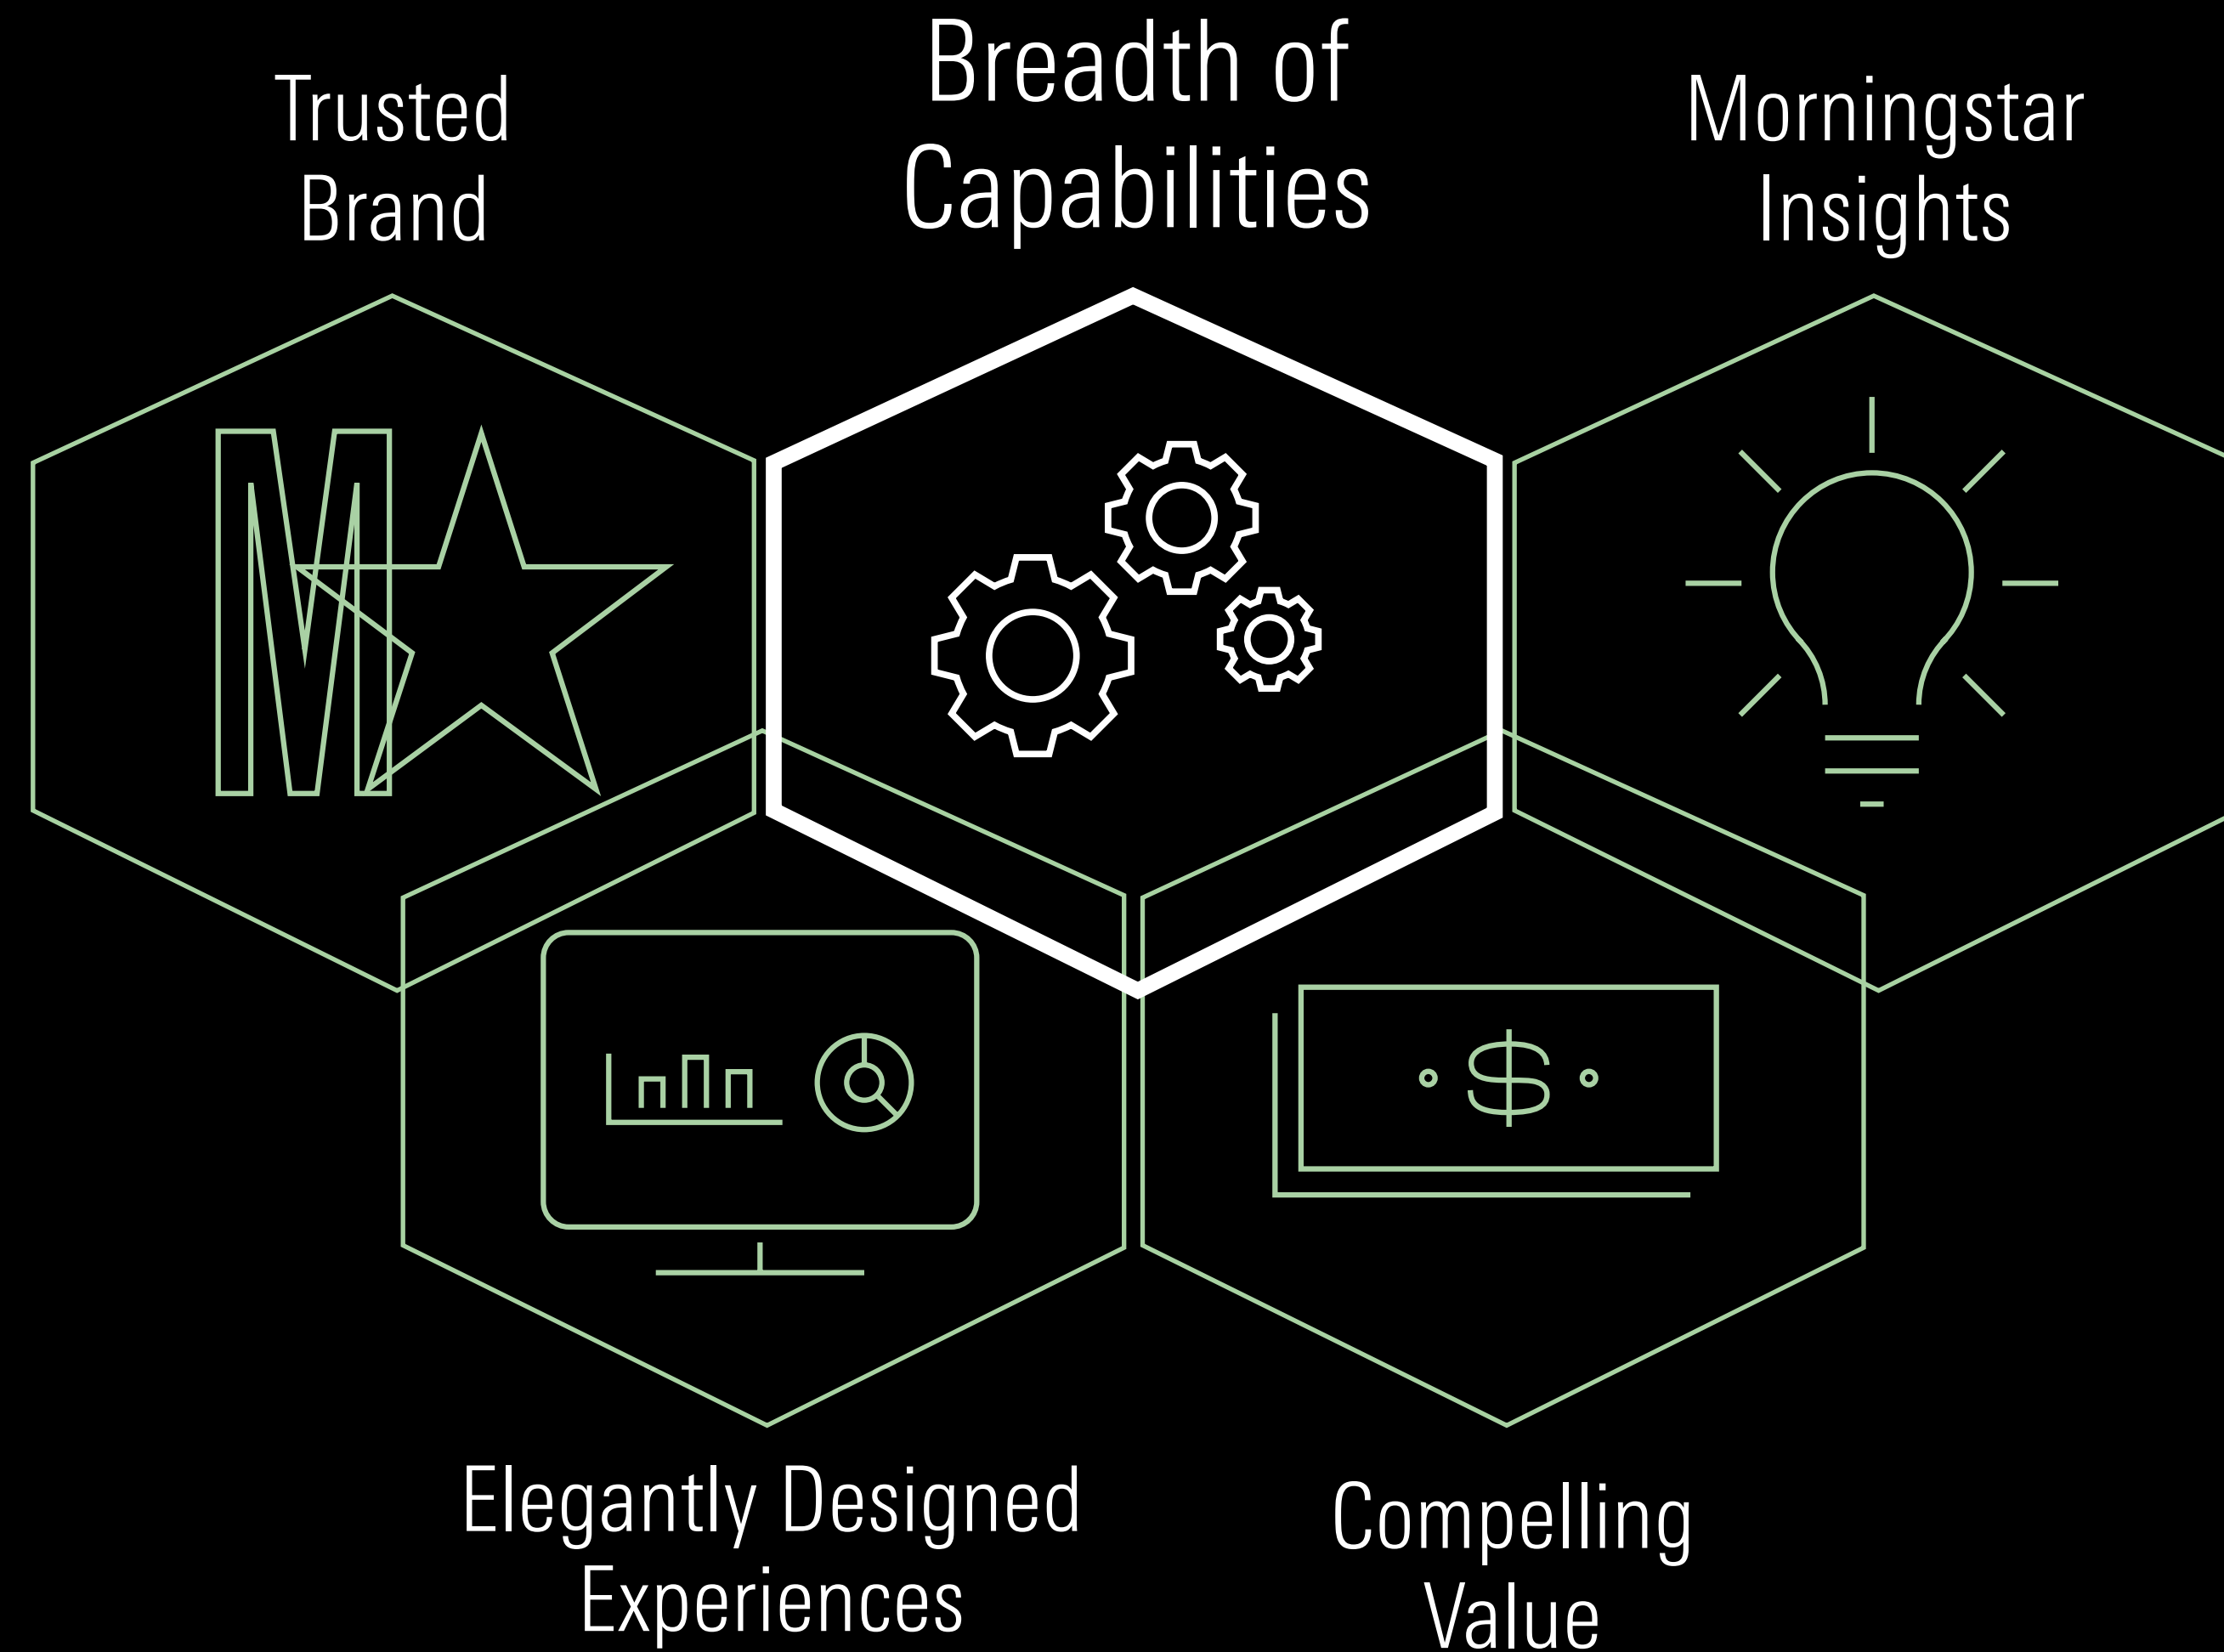 Trusted
Brand
Breadth of
Capabilities
Morningstar
Insights
M
$
Elegantly Designed
Experiences
Compelling
Value